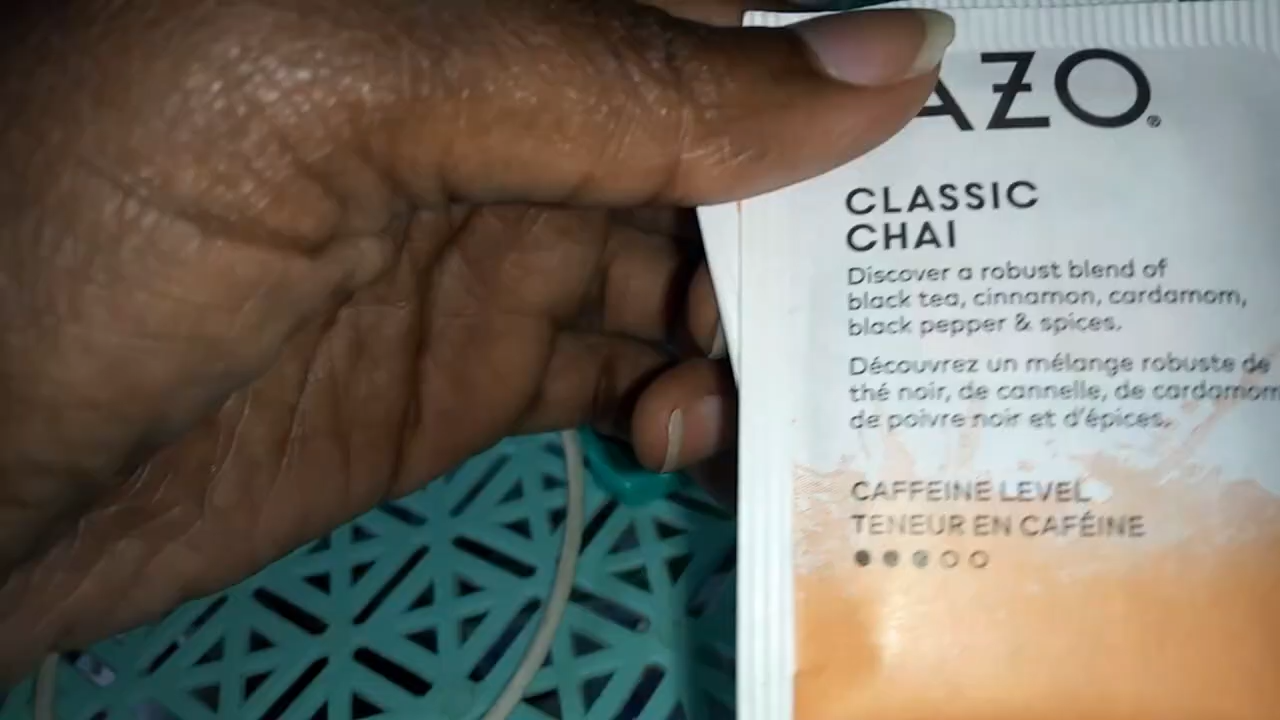 AZO®
CLASSIC
CHAI
Discover a robust blend of
black tea, cinnamon, cardamom,
black pepper & spices.
Découvrez un mélange robuste de
thé noir, de cannelle, de cardamom
de poivre noir et d'épices.
CAFFEINE LEVEL
TENEUR EN CAFÉINE